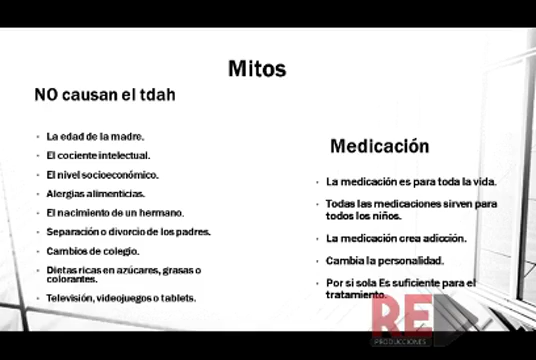 Mitos
NO causan el tdah
La edad de la madre.
El cociente intelectual.
El nivel socioeconómico.
Alergias alimenticias.
El nacimiento de un hermano.
Separación o divorcio de los padres.
Cambios de colegio.
Dietas ricas en azúcares, grasas o
colorantes.
Televisión, videojuegos o tablets.
Medicación
La medicación es para toda la vida.
Todas las medicaciones sirven para
todos los niños.
La medicación crea adicción.
Cambia la personalidad.
Por si sola Es suficiente para el
tratamiento.
RED
PRODUCCIONES